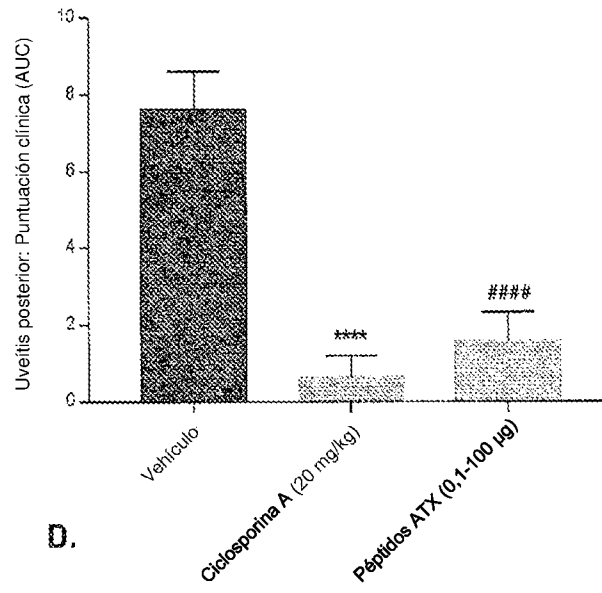 Uveítis posterior: Puntuación clínica (AUC)
10
8
6
4
2
0
****
####
Vehículo
Ciclosporina A (20 mg/kg)
Péptidos ATX (0,1-100 µg)
D.